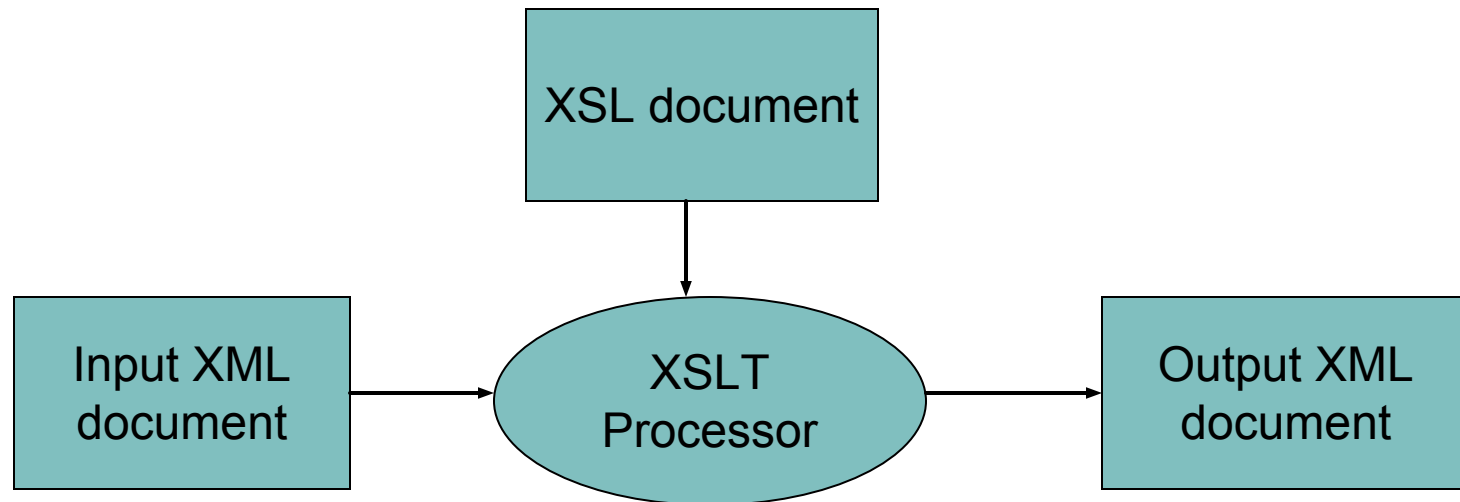 XSL document
Input XML
document
XSLT
Processor
Output XML
document